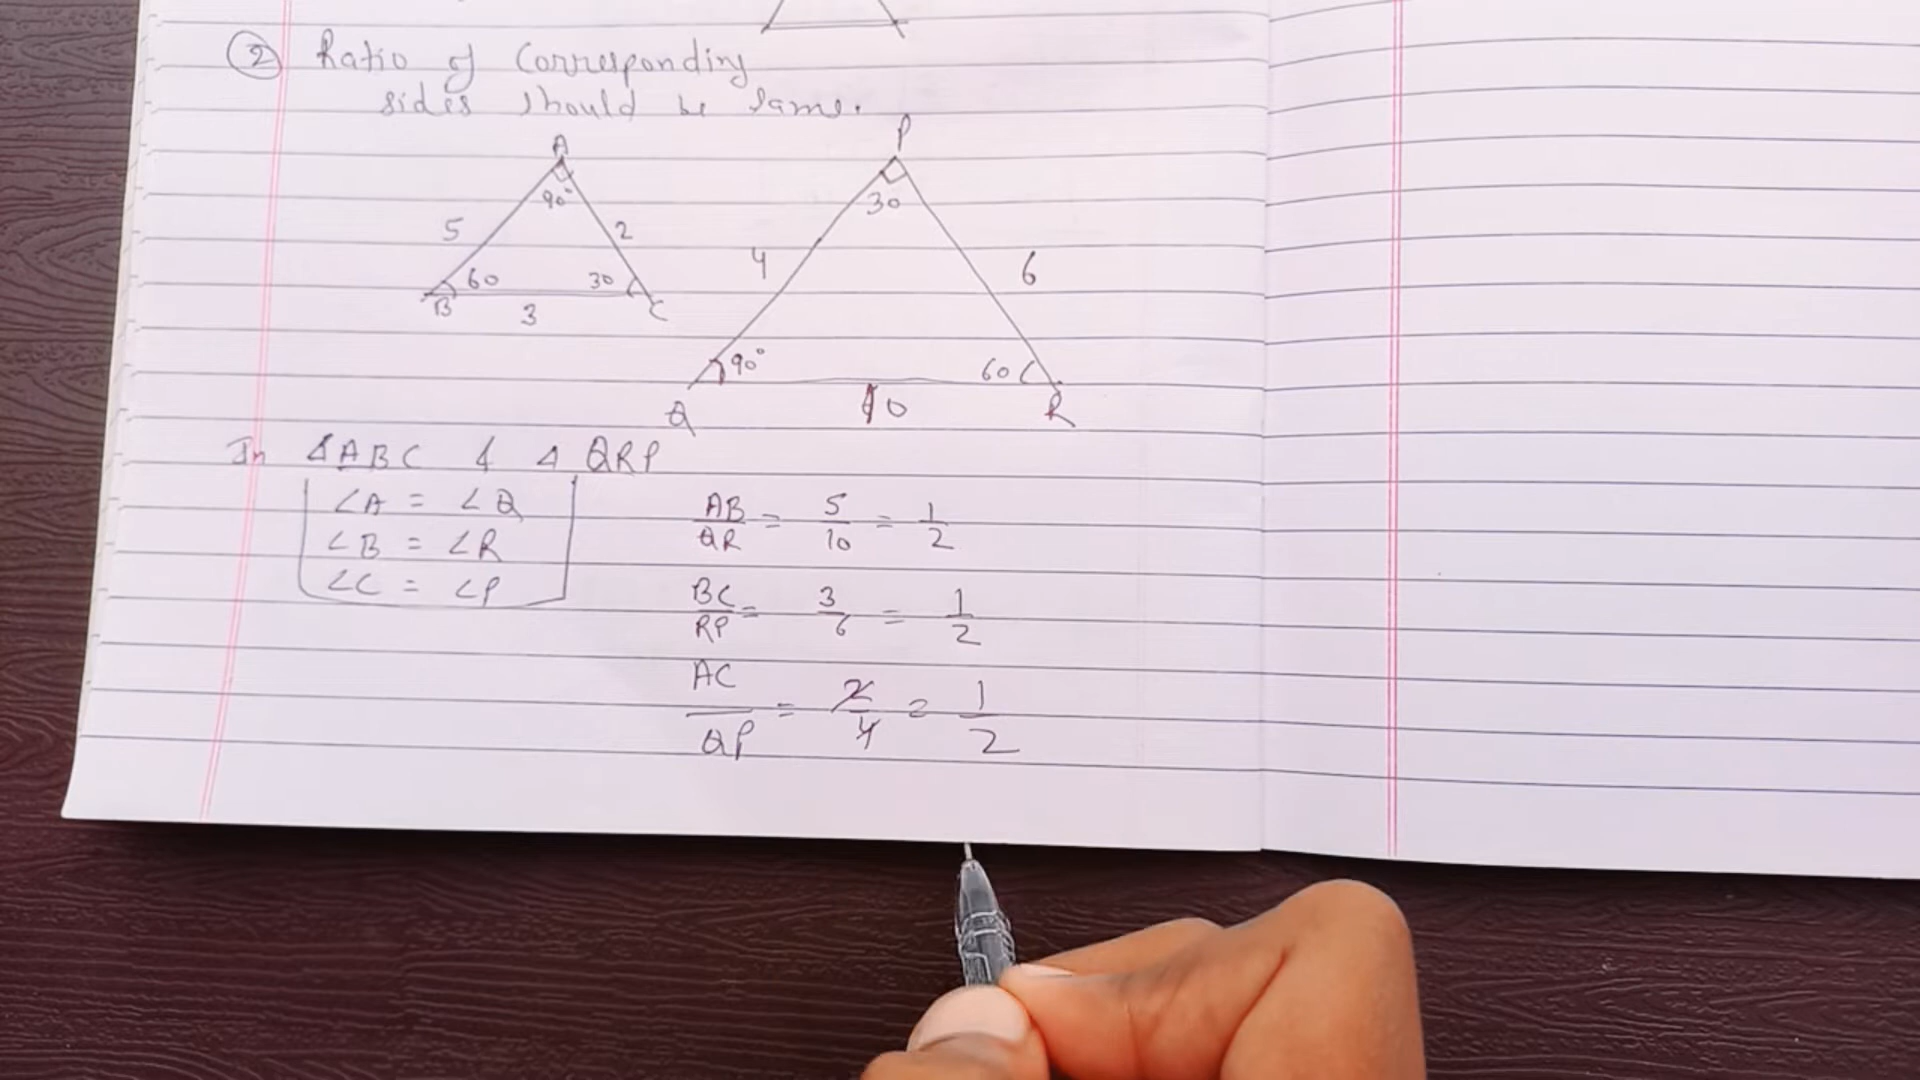 ② Ratio of Corresponding
sides should be same.
A
P
90°
30
5
2
4
6
60
30
B
3
C
90°
60
Q
10
R
In ΔABC & Δ QRP
∠A = ∠Q
∠B = ∠R
∠C = ∠P
AB/QR = 5/10 = 1/2
BC/RP = 3/6 = 1/2
AC/QP = 2/4 = 1/2